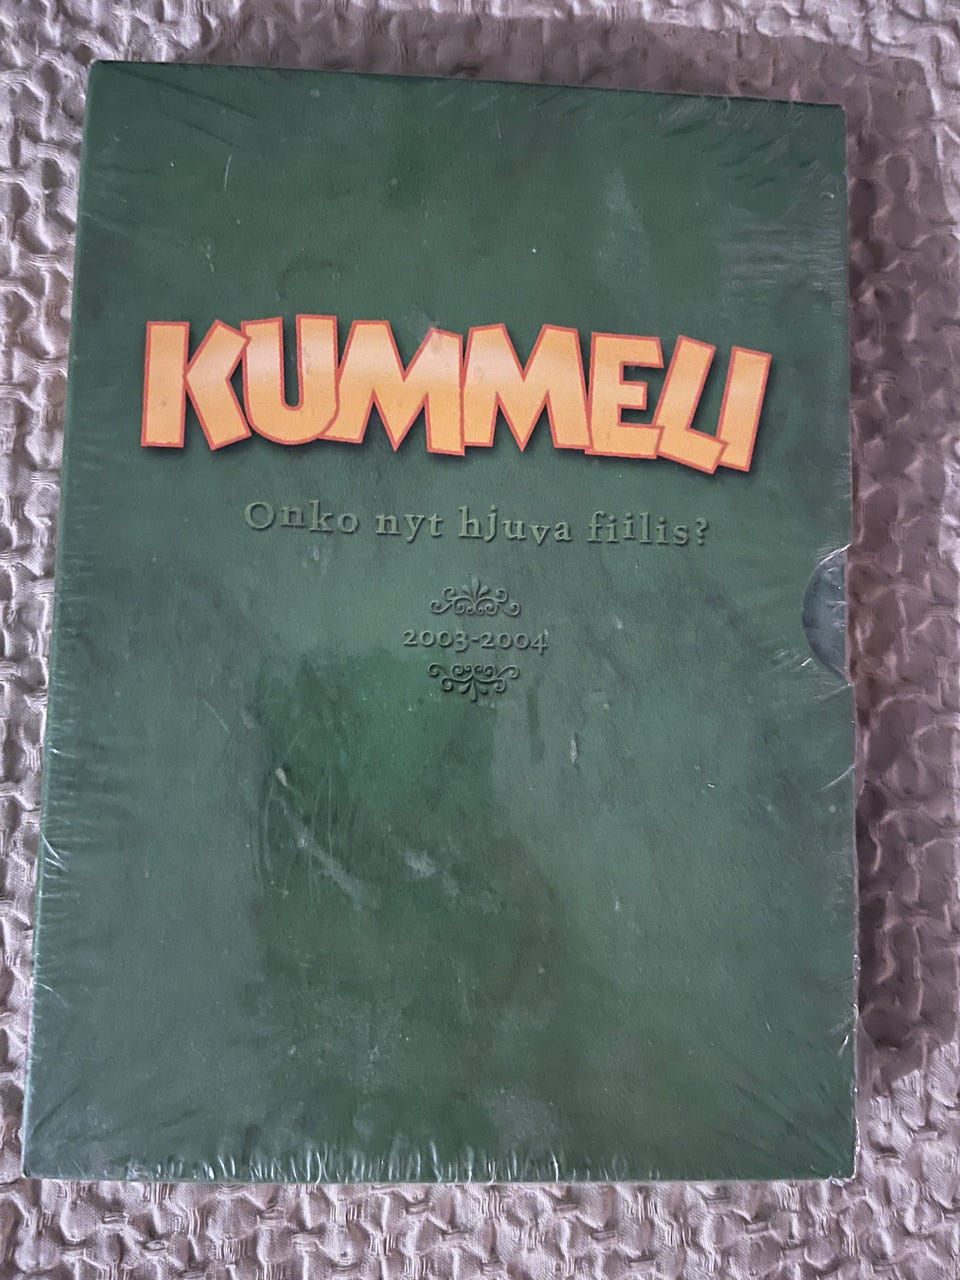 KUMMELI
Onko nyt hjuva fiilis?
2003-2004